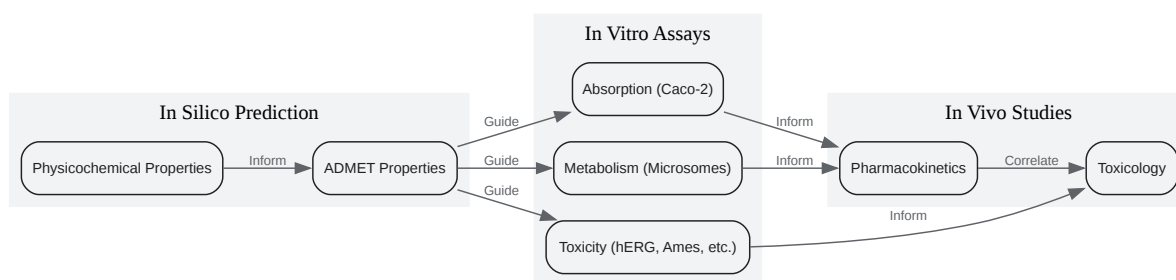 In Silico Prediction
Physicochemical Properties
Inform
ADMET Properties
Guide
Guide
Guide
In Vitro Assays
Absorption (Caco-2)
Metabolism (Microsomes)
Toxicity (hERG, Ames, etc.)
Inform
Inform
Inform
In Vivo Studies
Pharmacokinetics
Correlate
Toxicology